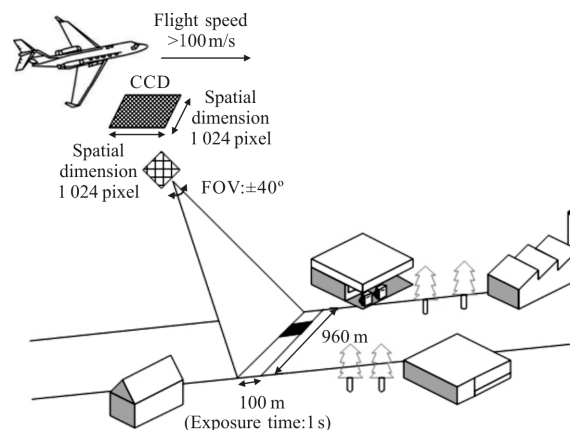 Flight speed
>100 m/s
CCD
Spatial
dimension
1 024 pixel
Spatial
dimension
1 024 pixel
FOV:±40°
960 m
100 m
(Exposure time:1 s)